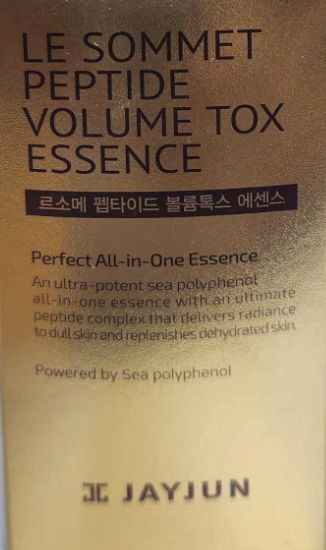 LE SOMMET
PEPTIDE
VOLUME TOX
ESSENCE
르소메 펩타이드 볼륨톡스 에센스
Perfect All-in-One Essence
An ultra-potent sea polyphenol
all-in-one essence with an ultimate
peptide complex that delivers radiance
to dull skin and replenishes dehydrated skin.
Powered by Sea polyphenol
JAYJUN